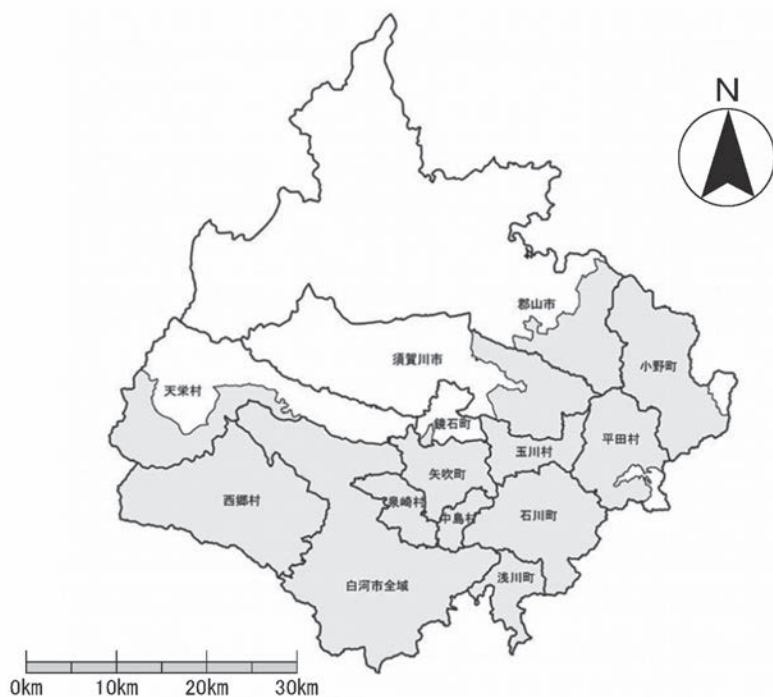 N
郡山市
須賀川市
小野町
天栄村
鏡石町
平田村
玉川村
矢吹町
西郷村
泉崎村
中島村
石川町
浅川町
白河市全域
0km 10km 20km 30km